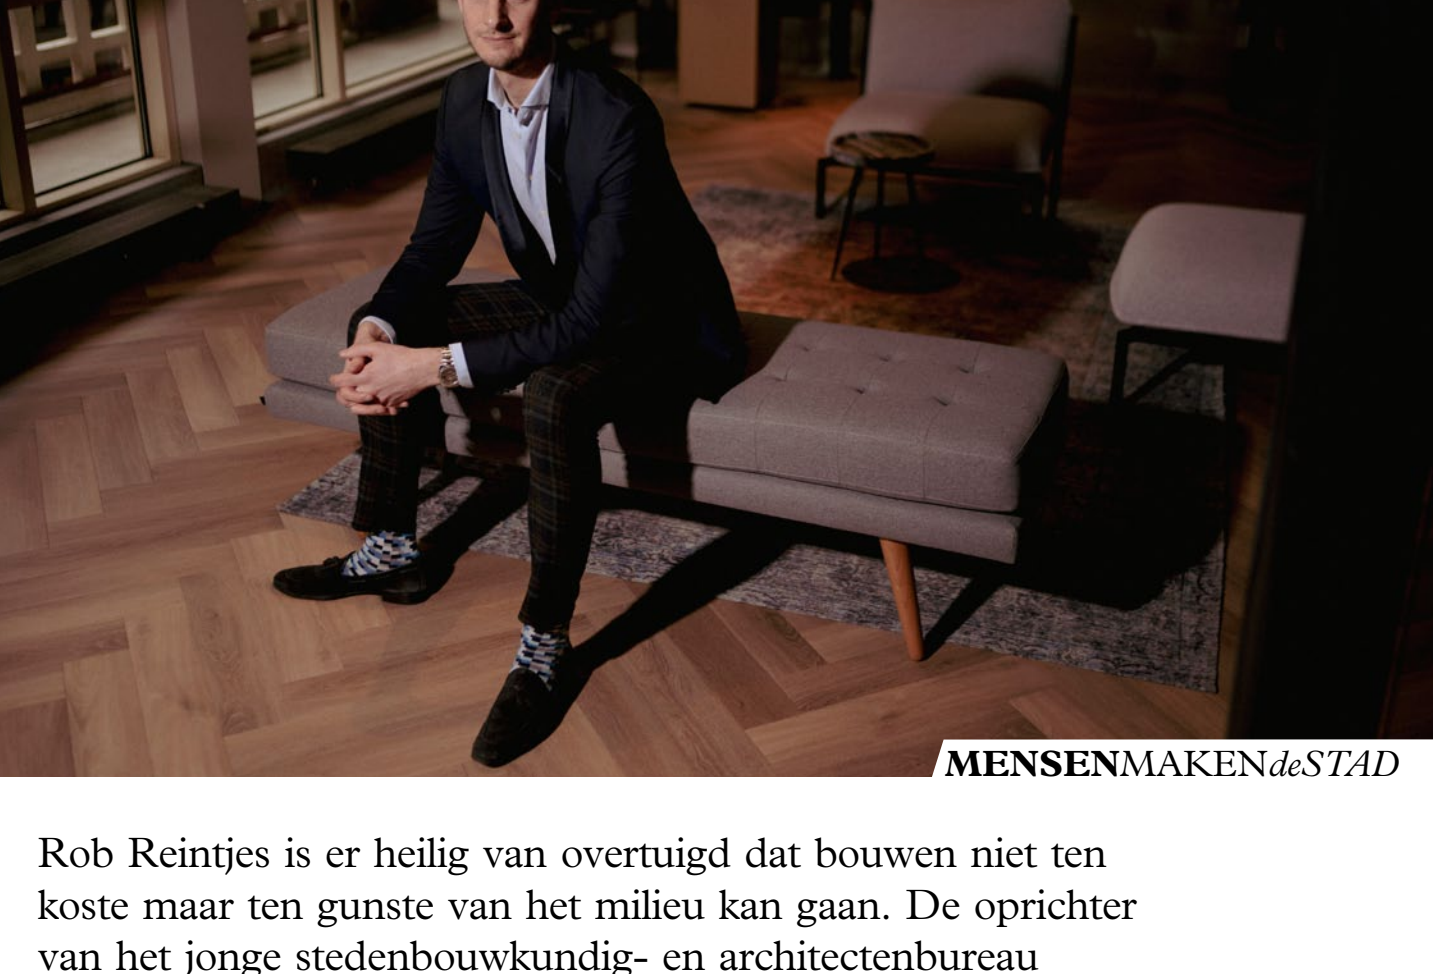 MENSENMAKENdeSTAD
Rob Reintjes is er heilig van overtuigd dat bouwen niet ten
koste maar ten gunste van het milieu kan gaan. De oprichter
van het jonge stedenbouwkundig- en architectenbureau